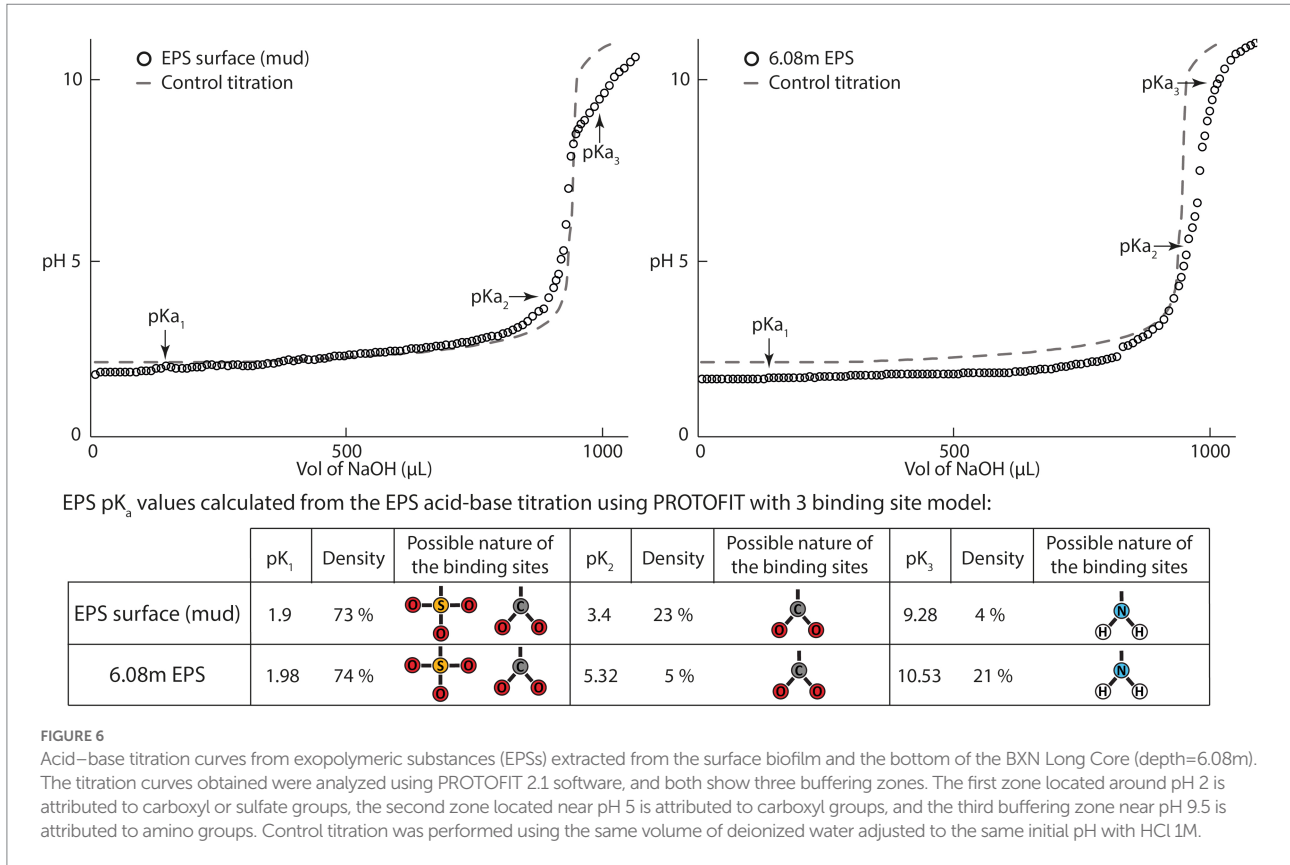 EPS surface (mud)
Control titration
10
pH 5
0
pKa1
pKa2
pKa3
0
500
1000
Vol of NaOH (µL)
6.08m EPS
Control titration
10
pH 5
0
pKa1
pKa2
pKa3
0
500
1000
Vol of NaOH (µL)
EPS pKa values calculated from the EPS acid-base titration using PROTOFIT with 3 binding site model:
pK1 Density Possible nature of the binding sites pK2 Density Possible nature of the binding sites pK3 Density Possible nature of the binding sites
EPS surface (mud) 1.9 73 % O S O O C O O 3.4 23 % C O O 9.28 4 % N H H
6.08m EPS 1.98 74 % O S O O C O O 5.32 5 % C O O 10.53 21 % N H H
FIGURE 6
Acid–base titration curves from exopolymeric substances (EPSs) extracted from the surface biofilm and the bottom of the BXN Long Core (depth=6.08m).
The titration curves obtained were analyzed using PROTOFIT 2.1 software, and both show three buffering zones. The first zone located around pH 2 is
attributed to carboxyl or sulfate groups, the second zone located near pH 5 is attributed to carboxyl groups, and the third buffering zone near pH 9.5 is
attributed to amino groups. Control titration was performed using the same volume of deionized water adjusted to the same initial pH with HCl 1M.